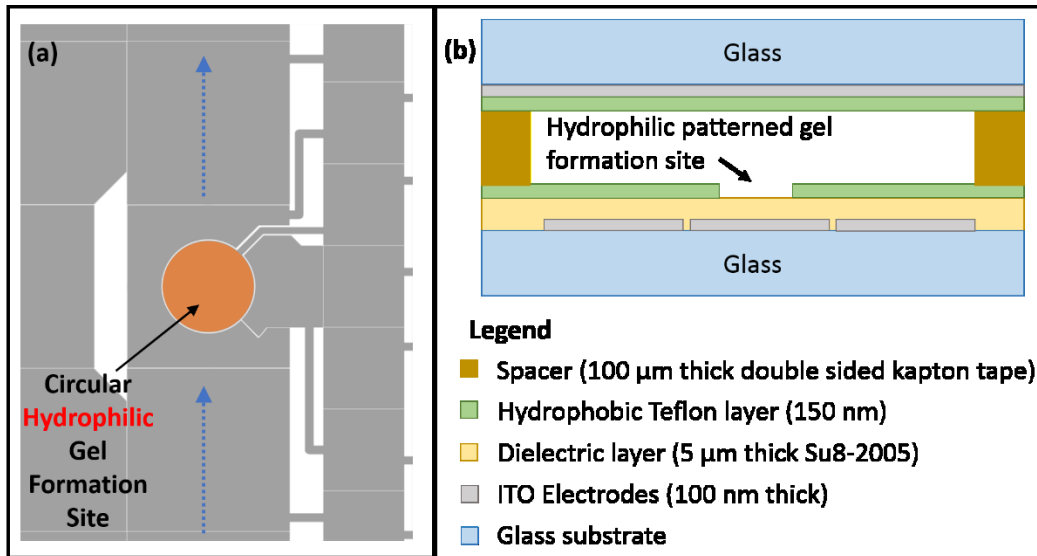 (a)
Circular
Hydrophilic
Gel
Formation
Site
(b)
Glass
Hydrophilic patterned gel
formation site
Glass
Legend
Spacer (100 µm thick double sided kapton tape)
Hydrophobic Teflon layer (150 nm)
Dielectric layer (5 µm thick Su8-2005)
ITO Electrodes (100 nm thick)
Glass substrate